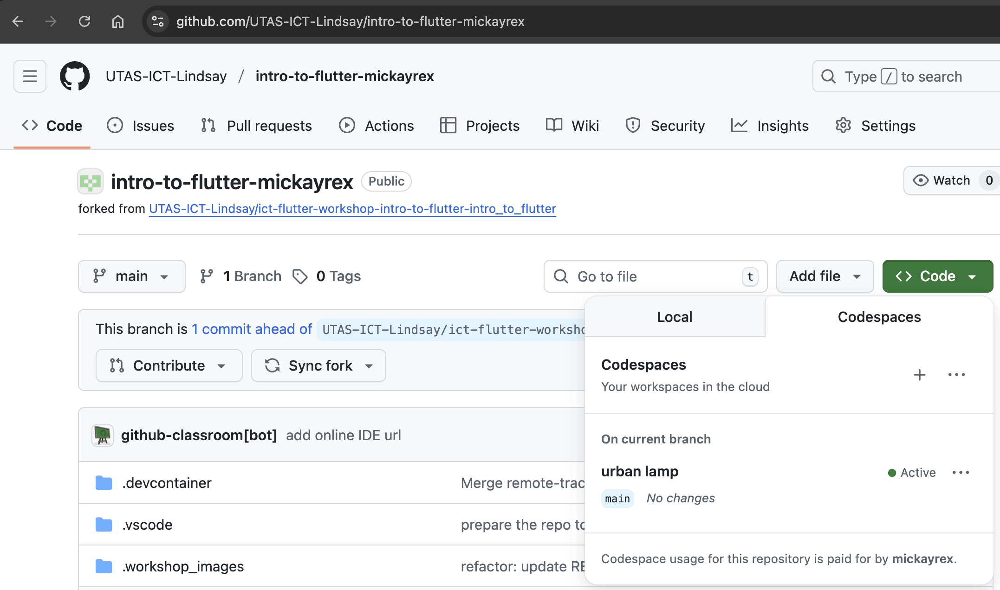 github.com/UTAS-ICT-Lindsay/intro-to-flutter-mickayrex
UTAS-ICT-Lindsay / intro-to-flutter-mickayrex
Type / to search
Code Issues Pull requests Actions Projects Wiki Security Insights Settings
intro-to-flutter-mickayrex Public
Watch 0
forked from UTAS-ICT-Lindsay/ict-flutter-workshop-intro-to-flutter-intro_to_flutter
main 1 Branch 0 Tags
Go to file t
Add file
Code
Local Codespaces
This branch is 1 commit ahead of UTAS-ICT-Lindsay/ict-flutter-worksho
Contribute Sync fork
Codespaces
Your workspaces in the cloud
On current branch
urban lamp Active
main No changes
Codespace usage for this repository is paid for by mickayrex.
github-classroom[bot] add online IDE url
.devcontainer Merge remote-trac
.vscode prepare the repo to
.workshop_images refactor: update RE